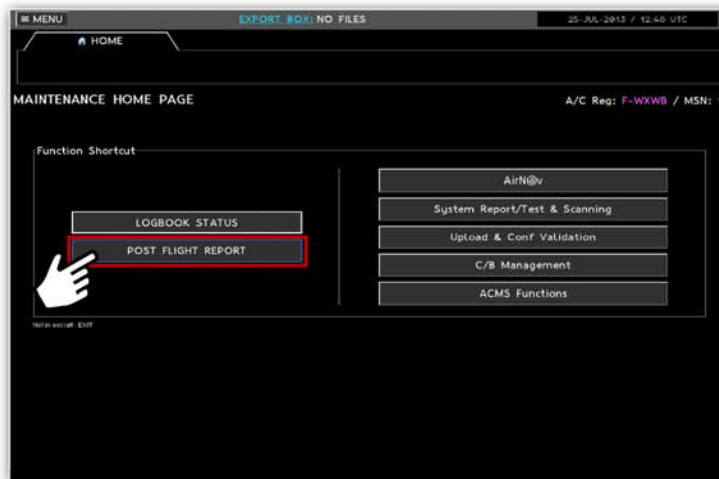 MENU
EXPORT BOX: NO FILES
25-JUL-2013 / 12:46 UTC
HOME
MAINTENANCE HOME PAGE
A/C Reg: F-WXWB / MSN:
Function Shortcut
AirN@v
LOGBOOK STATUS
System Report/Test & Scanning
POST FLIGHT REPORT
Upload & Conf Validation
C/B Management
ACMS Functions